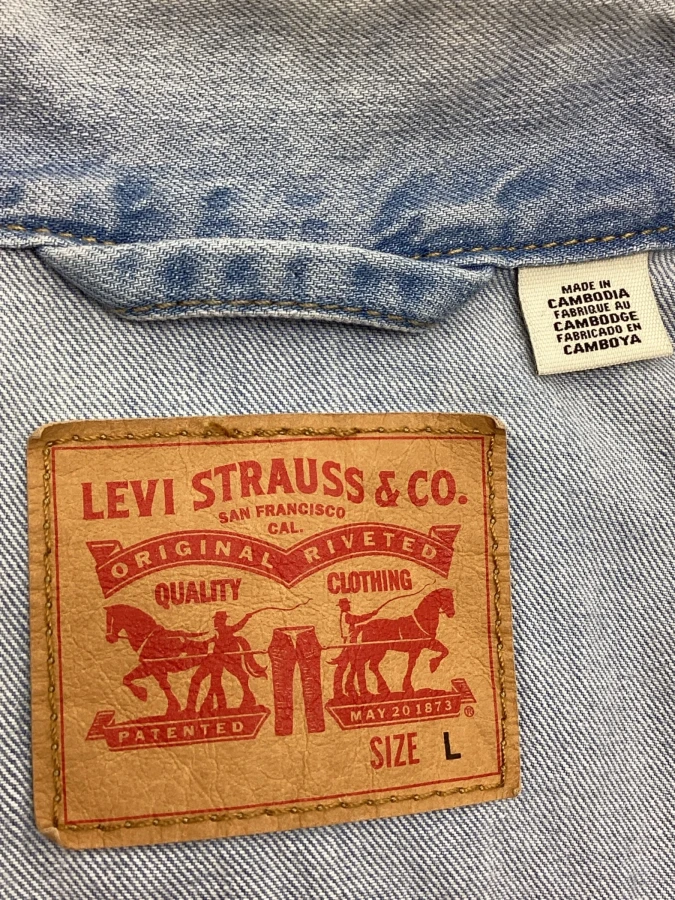 MADE IN
CAMBODIA
FABRIQUE AU
CAMBODGE
FABRICADO EN
CAMBOYA
LEVI STRAUSS & CO.
SAN FRANCISCO
CAL.
ORIGINAL RIVETED
QUALITY CLOTHING
PATENTED MAY 20 1873 ®
SIZE L